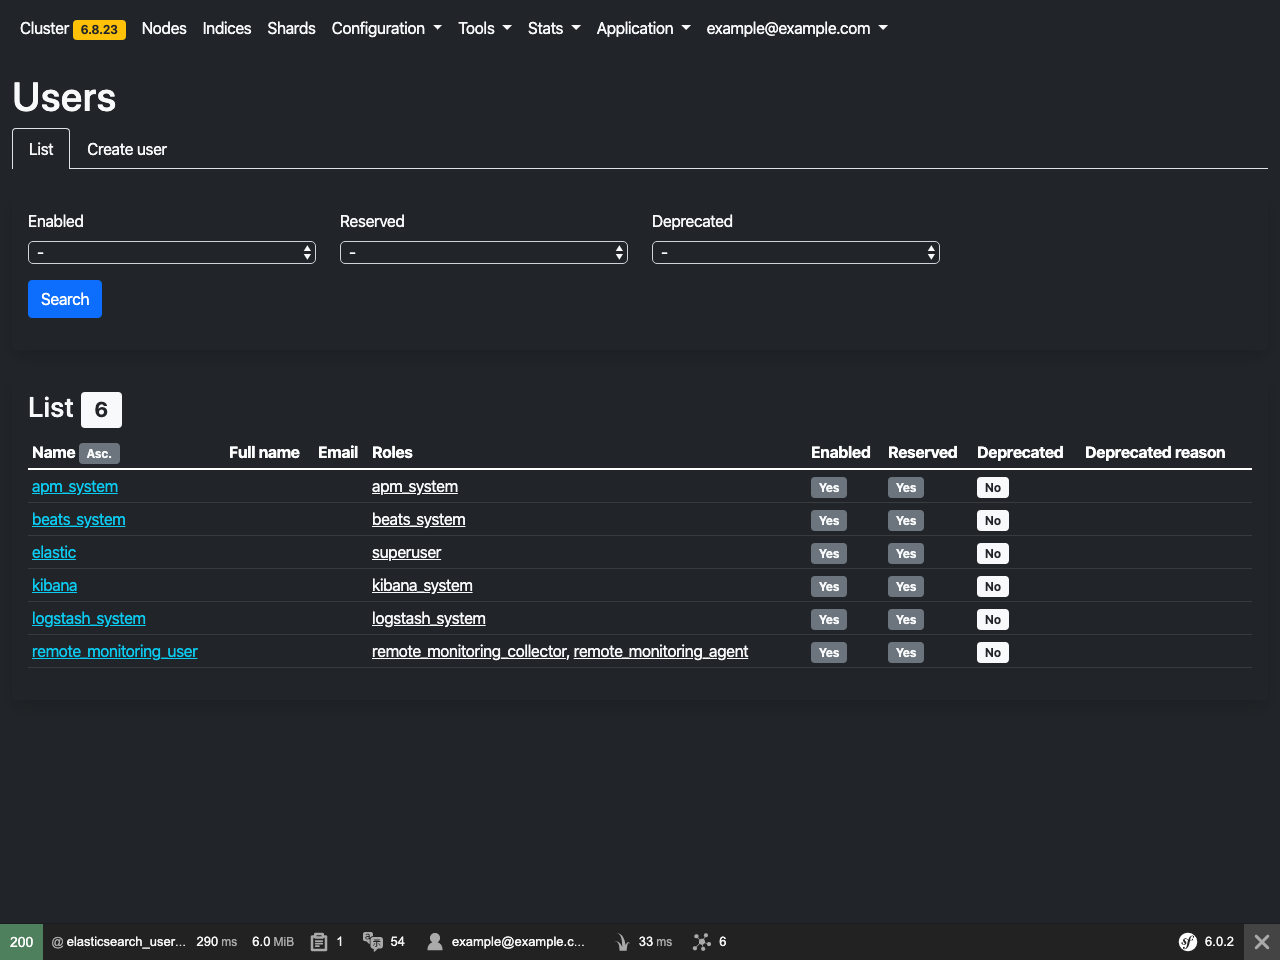 Cluster 6.8.23 Nodes Indices Shards Configuration Tools Stats Application example@example.com
Users
List Create user
Enabled Reserved Deprecated
- - -
Search
List 6
Name Asc. Full name Email Roles Enabled Reserved Deprecated Deprecated reason
apm_system apm_system Yes Yes No
beats_system beats_system Yes Yes No
elastic superuser Yes Yes No
kibana kibana_system Yes Yes No
logstash_system logstash_system Yes Yes No
remote_monitoring_user remote_monitoring_collector, remote_monitoring_agent Yes Yes No
200 @ elasticsearch_user... 290 ms 6.0 MiB 1 54 example@example.c... 33 ms 6 sf 6.0.2